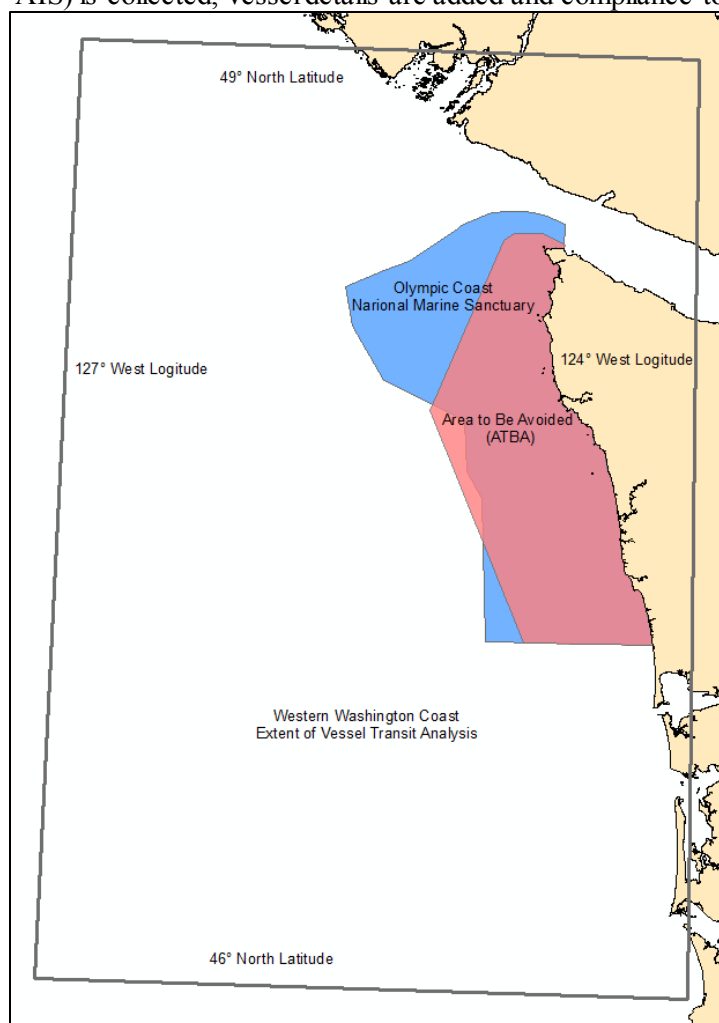 AIS) is collected, vessel details are added and compliance to
49° North Latitude
Olympic Coast
Narional Marine Sanctuary
127° West Logitude
124° West Logitude
Area to Be Avoided
(ATBA)
Western Washington Coast
Extent of Vessel Transit Analysis
46° North Latitude